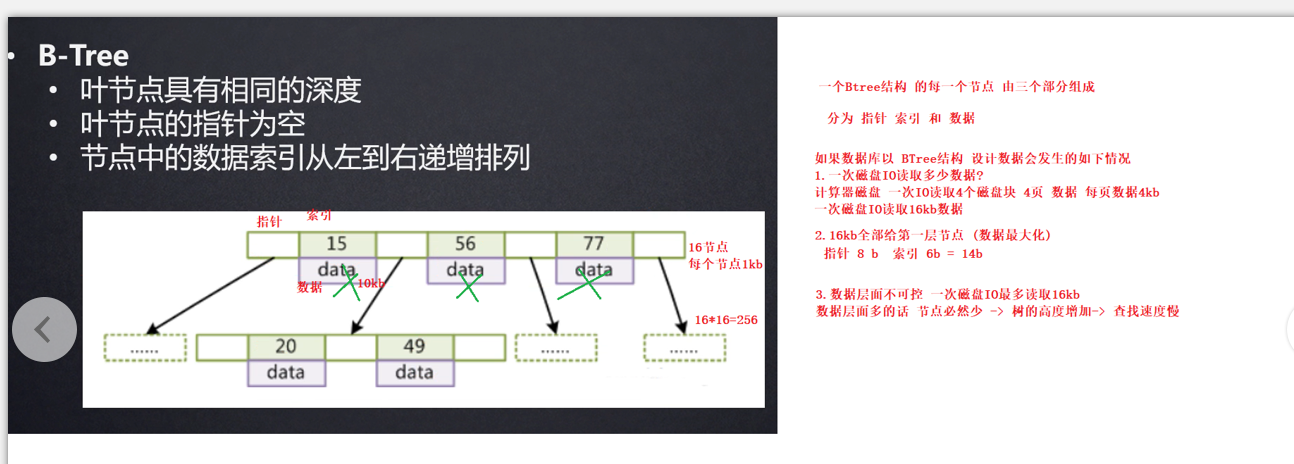 B-Tree
叶节点具有相同的深度
叶节点的指针为空
节点中的数据索引从左到右递增排列
指针
索引
15
56
77
data
data
data
数据
10kb
16节点
每个节点1kb
16*16=256
......
20
49
......
......
data
data
一个Btree结构 的每一个节点 由三个部分组成
分为 指针 索引 和 数据
如果数据库以 BTree结构 设计数据会发生的如下情况
1.一次磁盘IO读取多少数据?
计算器磁盘 一次IO读取4个磁盘块 4页 数据 每页数据4kb
一次磁盘IO读取16kb数据
2.16kb全部给第一层节点 (数据最大化)
指针 8 b 索引 6b = 14b
3.数据层面不可控 一次磁盘IO最多读取16kb
数据层面多的话 节点必然少 -> 树的高度增加-> 查找速度慢